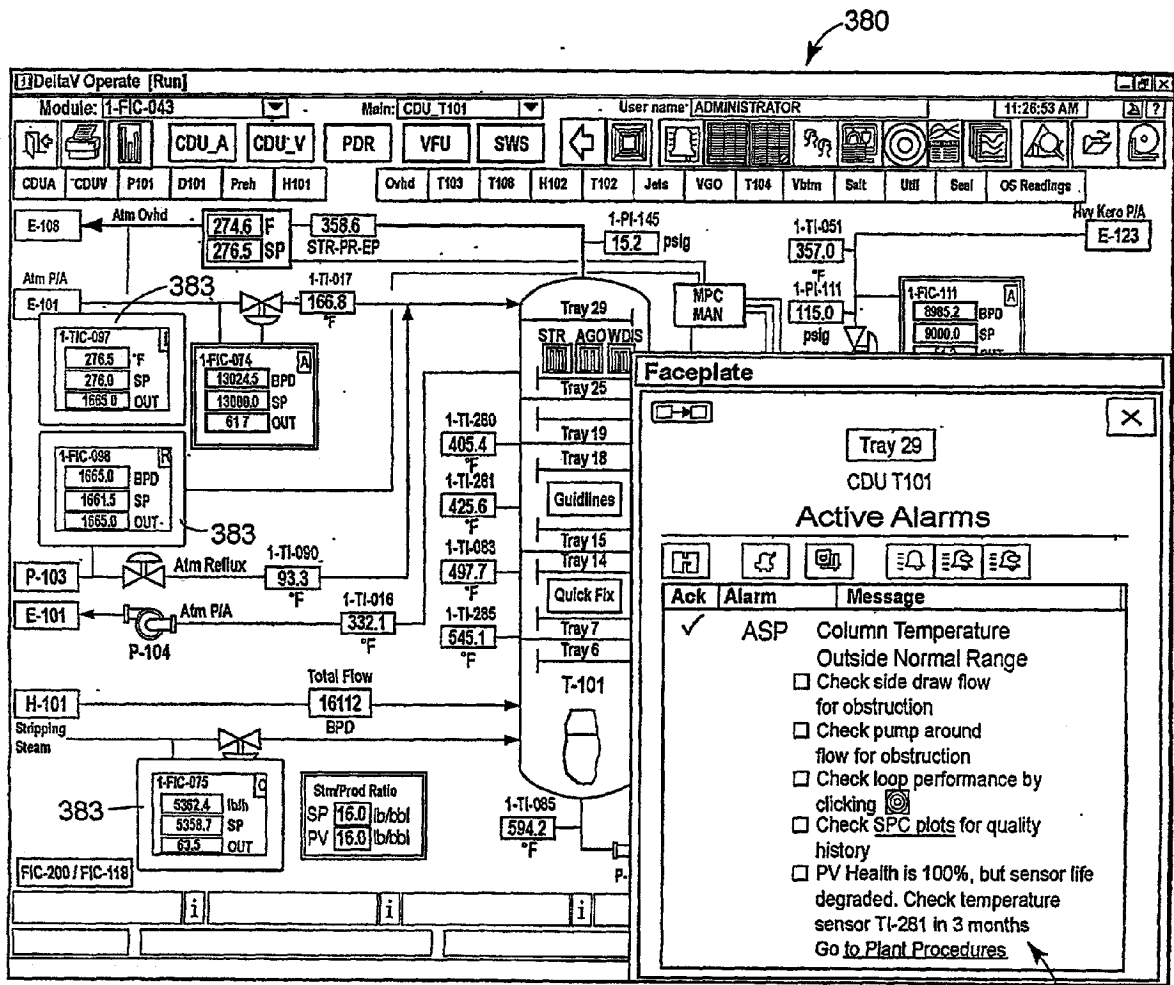 380
DeltaV Operate [Run]
Module: 1-FIC-043 Main: CDU_T101 User name ADMINISTRATOR 11:26:53 AM ?
CDU_A CDU_V PDR VFU SWS
CDUA CDUV P101 D101 Preh H101 Ovhd T103 T108 H102 T102 Jets VGO T104 Vbtm Salt Util Seal OS Readings
E-108 Atm Ovhd
274.6 F
276.5 SP
358.6
STR-PR-EP
1-PI-145
15.2 psig
1-TI-051
357.0
°F
Hvy Kero P/A
E-123
Atm P/A
E-101
383
1-TI-017
166.8
°F
Tray 29
MPC
MAN
1-PI-111
115.0
psig
1-FIC-111 A
8985.2 BPD
9000.0 SP
1-TIC-097
276.5 °F
276.0 SP
1665.0 OUT
1-FIC-074 A
13024.5 BPD
13000.0 SP
61.7 OUT
STR AGO WDIS
Tray 25
1-TI-280
405.4
°F
Tray 19
Tray 18
1-FIC-098 R
1665.0 BPD
1661.5 SP
1665.0 OUT
383
1-TI-281
425.6
°F
Guidlines
Tray 15
1-TI-083
497.7
°F
Tray 14
Quick Fix
P-103
Atm Reflux
1-TI-090
93.3
°F
E-101
Atm P/A
P-104
1-TI-016
332.1
°F
1-TI-285
545.1
°F
Tray 7
Tray 6
T-101
H-101
Total Flow
16112
BPD
Stripping
Steam
383
1-FIC-075 C
5362.4 lb/h
5358.7 SP
63.5 OUT
Stm/Prod Ratio
SP 16.0 lb/bbl
PV 16.0 lb/bbl
1-TI-085
594.2
°F
P-
FIC-200 / FIC-118
i i i
Faceplate
Tray 29
CDU T101
Active Alarms
Ack Alarm Message
✓ ASP Column Temperature
Outside Normal Range
Check side draw flow
for obstruction
Check pump around
flow for obstruction
Check loop performance by
clicking
Check SPC plots for quality
history
PV Health is 100%, but sensor life
degraded. Check temperature
sensor TI-281 in 3 months
Go to Plant Procedures